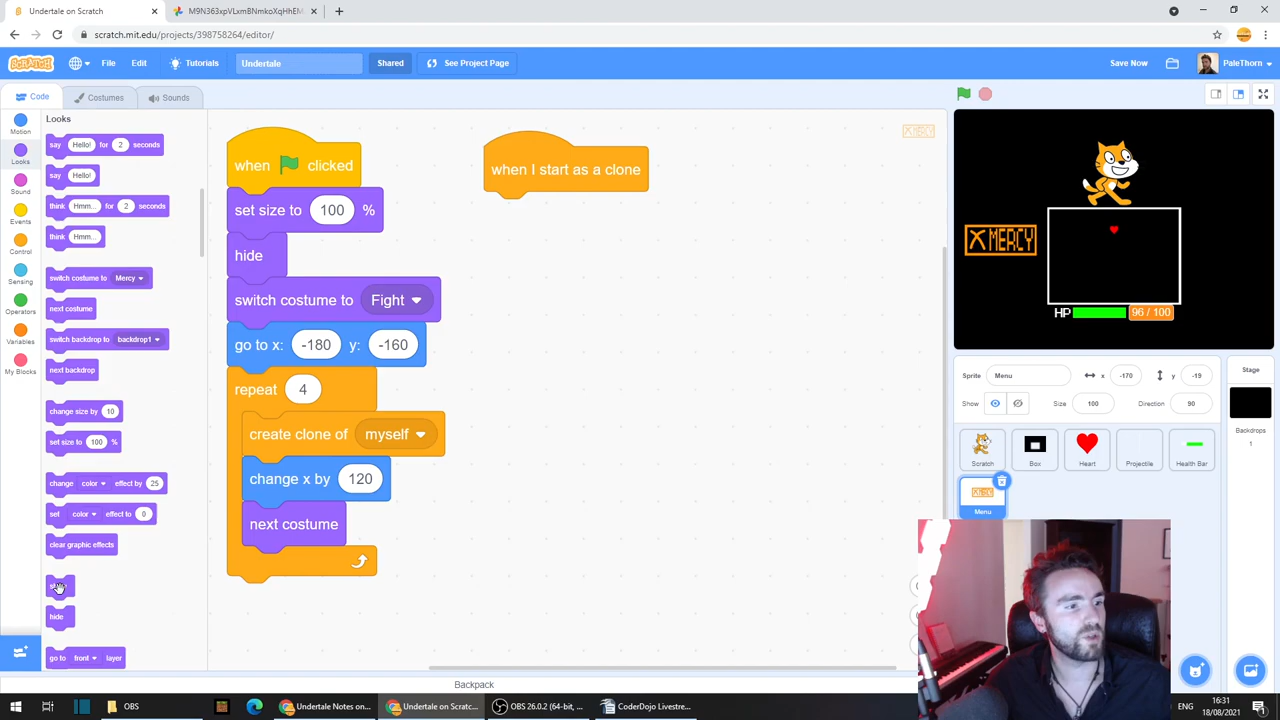 Undertale on Scratch
M9N363xpVLxmBNmkoXqHhEM
scratch.mit.edu/projects/398758264/editor/
SCRATCH
File
Edit
Tutorials
Undertale
Shared
See Project Page
Save Now
PaleThorn
Code
Costumes
Sounds
Motion
Looks
Sound
Events
Control
Sensing
Operators
Variables
My Blocks
Looks
say Hello! for 2 seconds
say Hello!
think Hmm... for 2 seconds
think Hmm...
switch costume to Mercy
next costume
switch backdrop to backdrop1
next backdrop
change size by 10
set size to 100 %
change color effect by 25
set color effect to 0
clear graphic effects
hide
go to front layer
when clicked
set size to 100 %
hide
switch costume to Fight
go to x: -180 y: -160
repeat 4
create clone of myself
change x by 120
next costume
when I start as a clone
MERCY
MERCY
HP 96 / 100
Sprite Menu x -170 y -19
Show Size 100 Direction 90
Stage
Backdrops
1
Scratch
Box
Heart
Projectile
Health Bar
MERCY
Menu
Backpack
OBS
Undertale Notes on...
Undertale on Scratc...
OBS 26.0.2 (64-bit, ...
CoderDojo Livestre...
ENG
16:31
18/08/2021